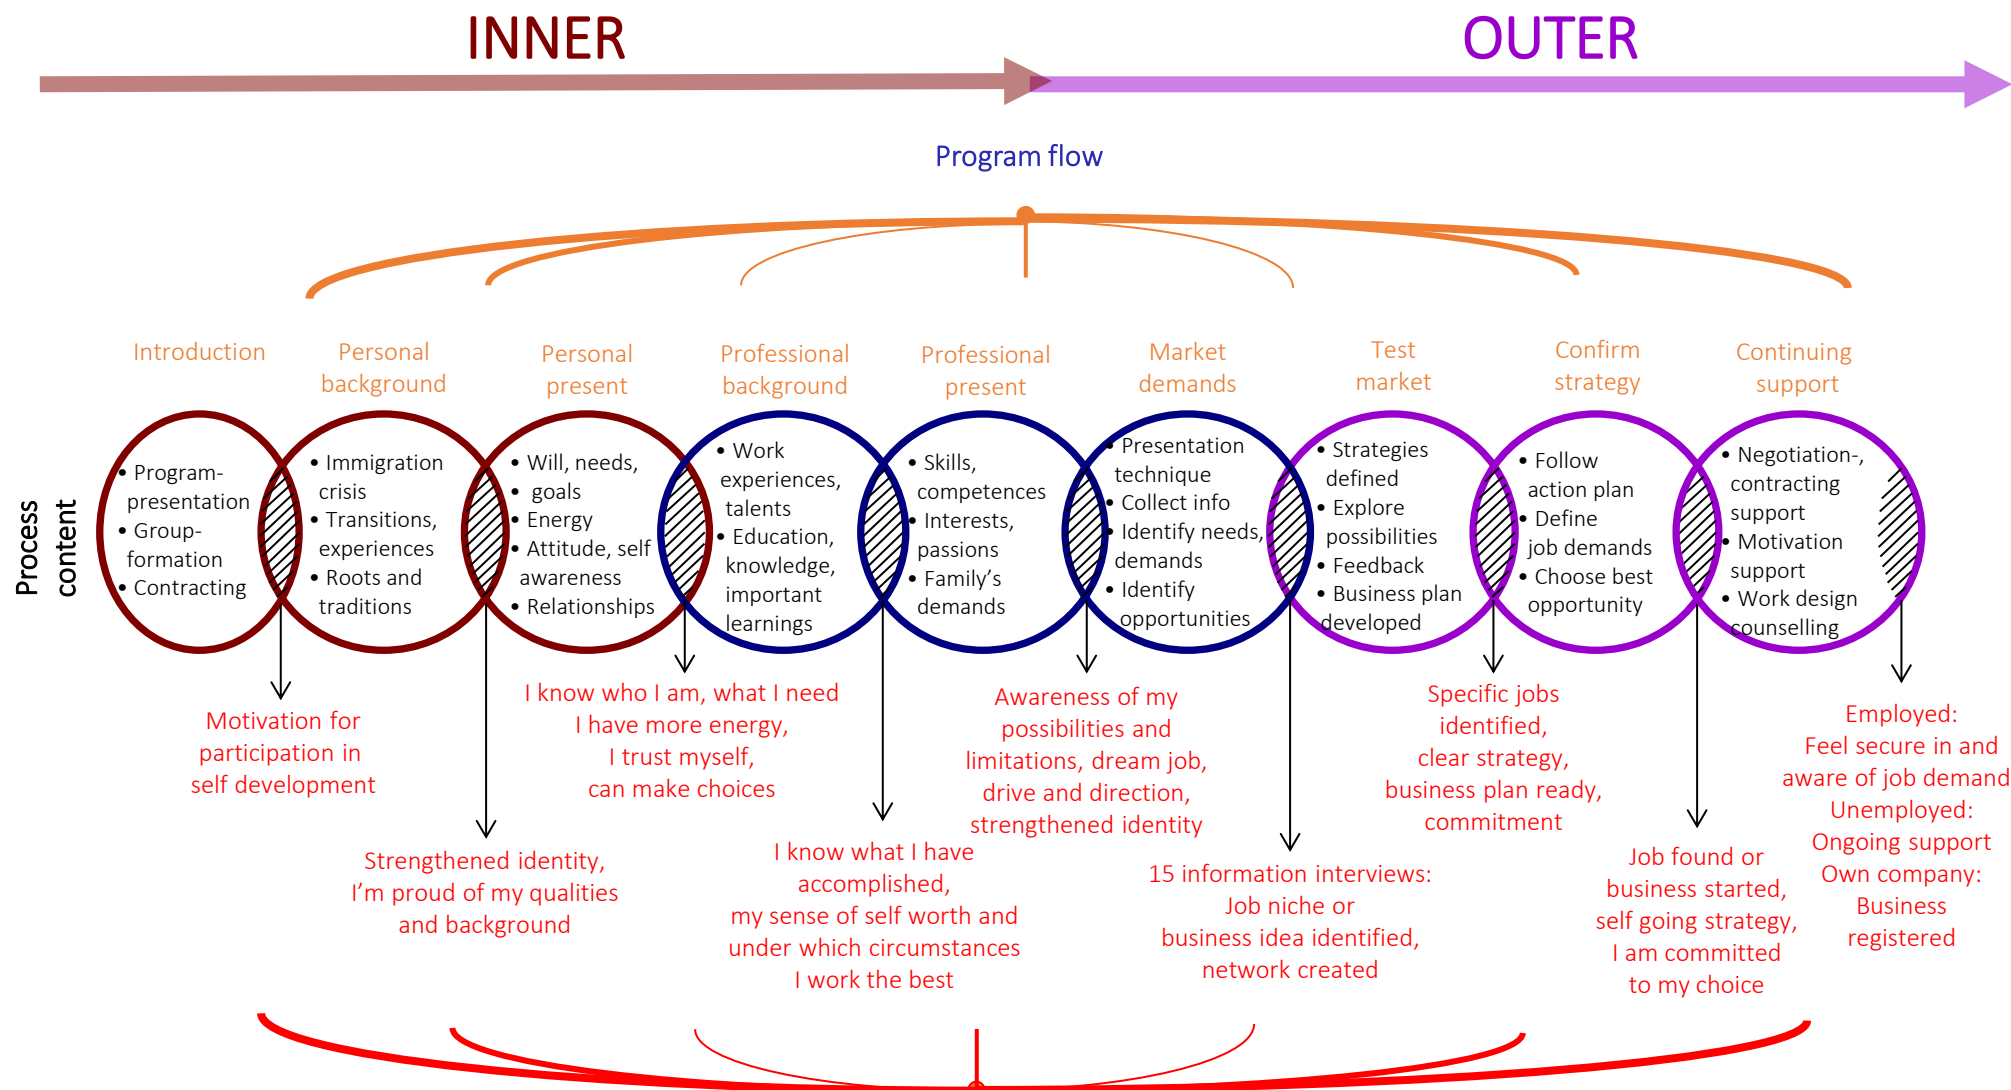 INNER
OUTER
Program flow
Introduction
Personal
background
Personal
present
Professional
background
Professional
present
Market
demands
Test
market
Confirm
strategy
Continuing
support
Process
content
• Program-
presentation
• Group-
formation
• Contracting
• Immigration
crisis
• Transitions,
experiences
• Roots and
traditions
• Will, needs,
• goals
• Energy
• Attitude, self
awareness
• Relationships
• Work
experiences,
talents
• Education,
knowledge,
important
learnings
• Skills,
competences
• Interests,
passions
• Family’s
demands
• Presentation
technique
• Collect info
• Identify needs,
demands
• Identify
opportunities
• Strategies
defined
• Explore
possibilities
• Feedback
• Business plan
developed
• Follow
action plan
• Define
job demands
• Choose best
opportunity
• Negotiation-,
contracting
support
• Motivation
support
• Work design
counselling
Motivation for
participation in
self development
Strengthened identity,
I’m proud of my qualities
and background
I know who I am, what I need
I have more energy,
I trust myself,
can make choices
I know what I have
accomplished,
my sense of self worth and
under which circumstances
I work the best
Awareness of my
possibilities and
limitations, dream job,
drive and direction,
strengthened identity
15 information interviews:
Job niche or
business idea identified,
network created
Specific jobs
identified,
clear strategy,
business plan ready,
commitment
Job found or
business started,
self going strategy,
I am committed
to my choice
Employed:
Feel secure in and
aware of job demand
Unemployed:
Ongoing support
Own company:
Business
registered